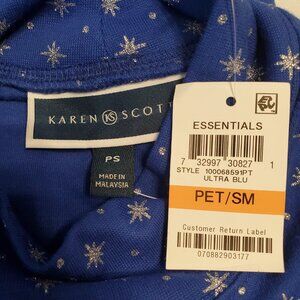 KAREN KS SCOTT
PS
MADE IN
MALAYSIA
ESSENTIALS
7 32997 30827 1
STYLE 100068591PT
ULTRA BLU
PET/SM
Customer Return Label
070882903177